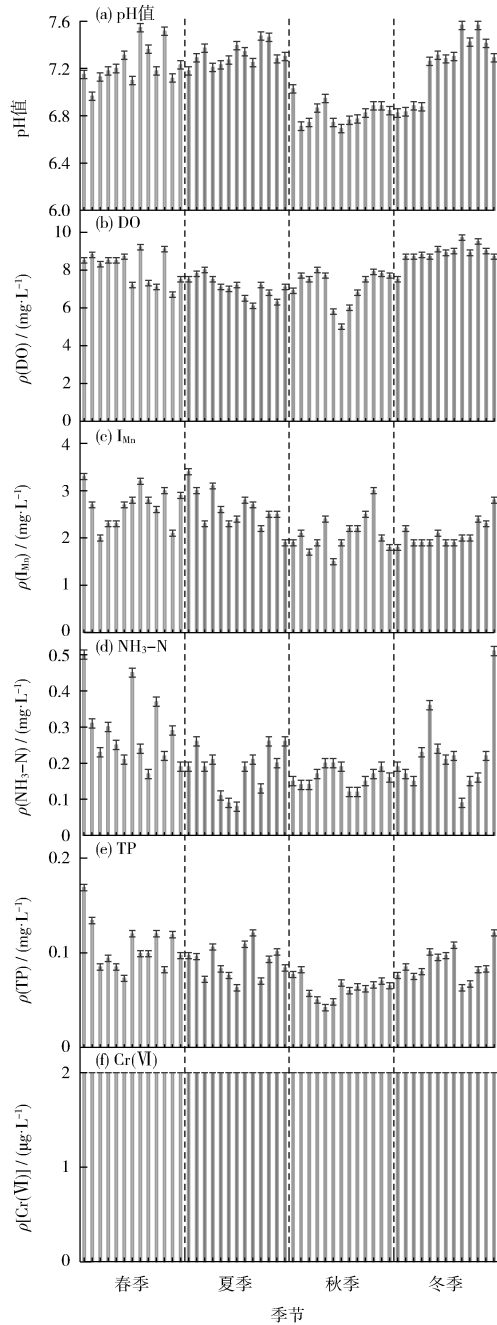 (a) pH值
7.6
7.2
6.8
6.4
6.0
pH值
(b) DO
10
8
6
4
2
0
ρ(DO) / (mg·L⁻¹)
(c) I_Mn
4
3
2
1
0
ρ(I_Mn) / (mg·L⁻¹)
(d) NH₃−N
0.5
0.4
0.3
0.2
0.1
0
ρ(NH₃−N) / (mg·L⁻¹)
(e) TP
0.2
0.1
0
ρ(TP) / (mg·L⁻¹)
(f) Cr(Ⅵ)
2
1
0
ρ[Cr(Ⅵ)] / (μg·L⁻¹)
春季 夏季 秋季 冬季
季节